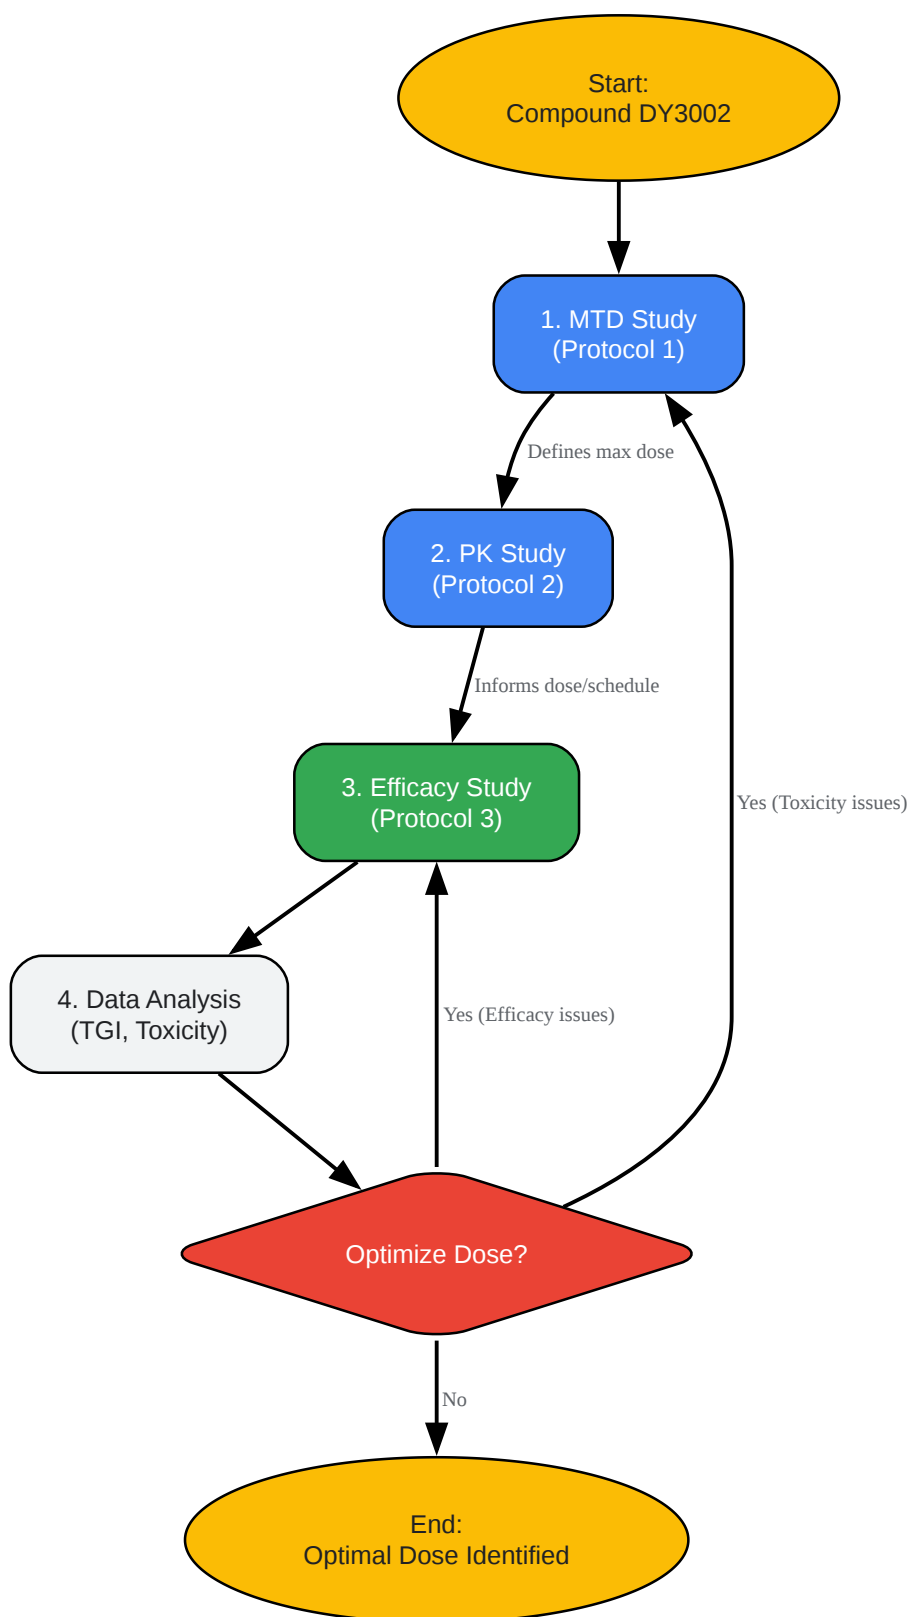 Start:
Compound DY3002
1. MTD Study
(Protocol 1)
Defines max dose
2. PK Study
(Protocol 2)
Informs dose/schedule
3. Efficacy Study
(Protocol 3)
Yes (Toxicity issues)
4. Data Analysis
(TGI, Toxicity)
Yes (Efficacy issues)
Optimize Dose?
No
End:
Optimal Dose Identified